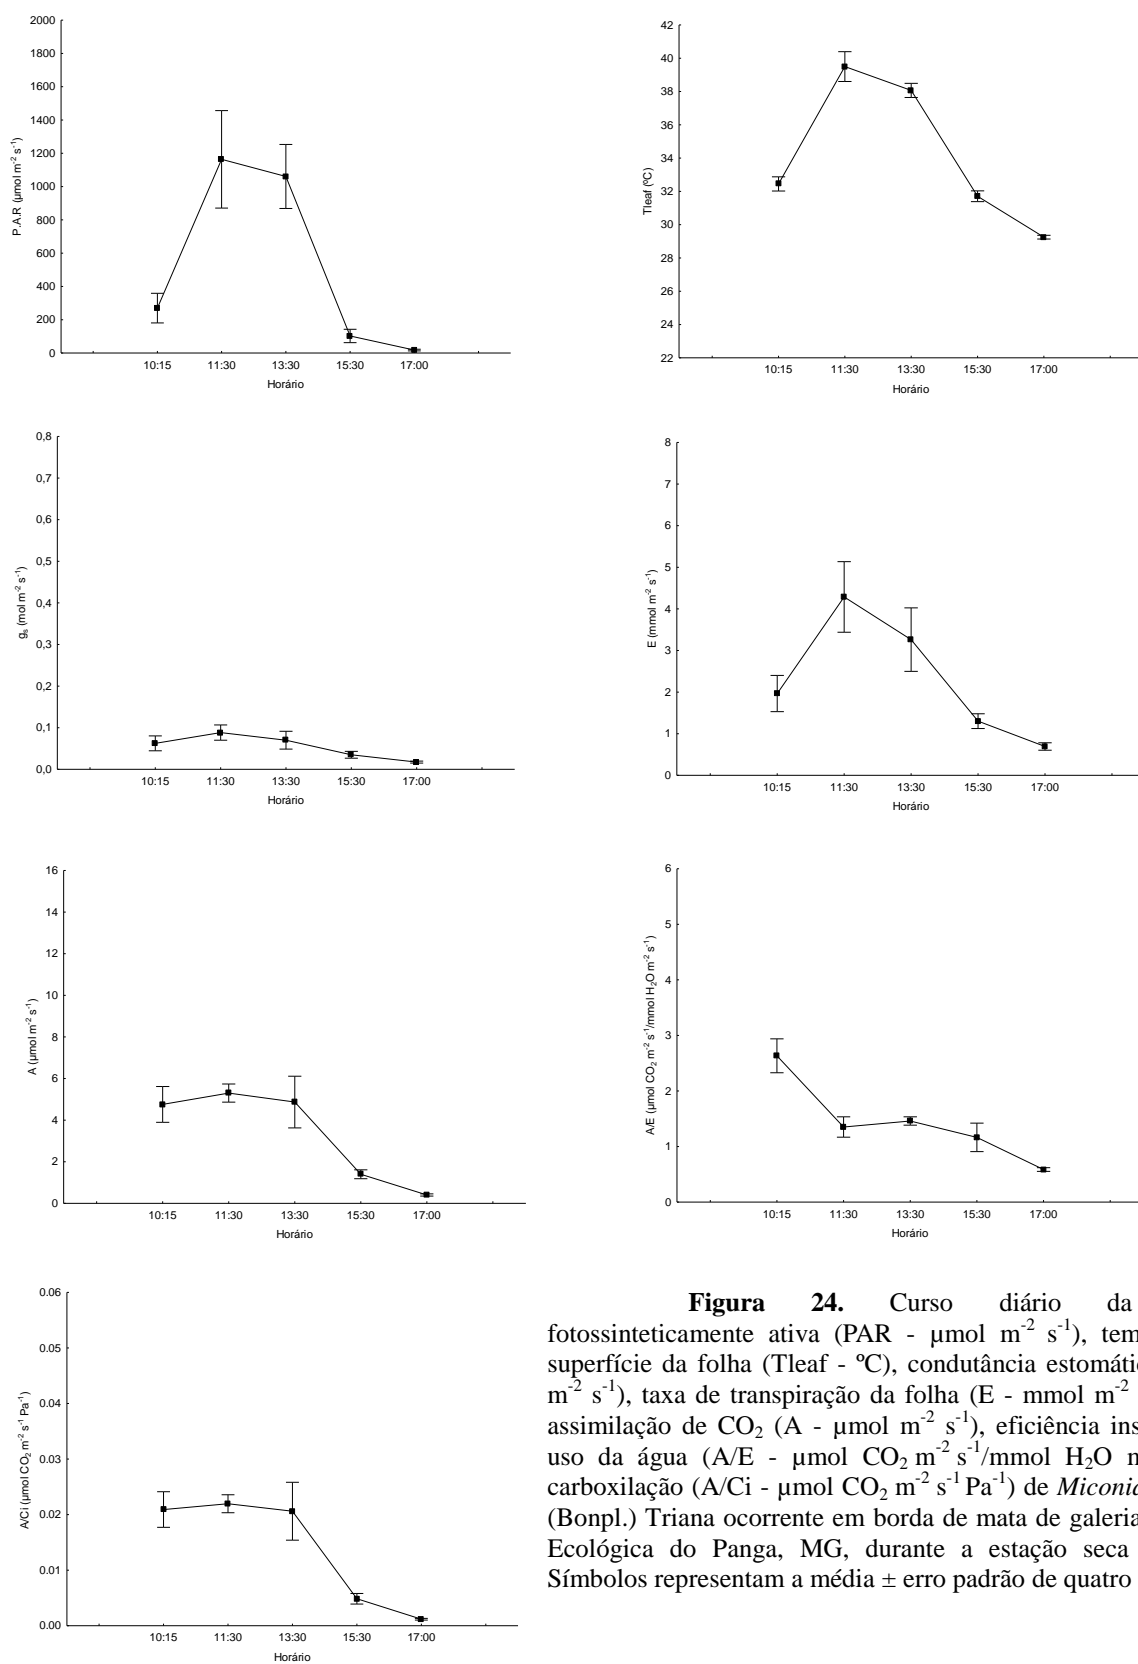 2000
1800
1600
1400
1200
1000
800
600
400
200
0
P.A.R (µmol m⁻² s⁻¹)
10:15 11:30 13:30 15:30 17:00
Horário
42
40
38
36
34
32
30
28
26
24
22
Tleaf (ºC)
10:15 11:30 13:30 15:30 17:00
Horário
0,8
0,7
0,6
0,5
0,4
0,3
0,2
0,1
0,0
gₛ (mol m⁻² s⁻¹)
10:15 11:30 13:30 15:30 17:00
Horário
8
7
6
5
4
3
2
1
0
E (mmol m⁻² s⁻¹)
10:15 11:30 13:30 15:30 17:00
Horário
16
14
12
10
8
6
4
2
0
A (µmol m⁻² s⁻¹)
10:15 11:30 13:30 15:30 17:00
Horário
6
5
4
3
2
1
0
A/E (µmol CO₂ m⁻² s⁻¹/mmol H₂O m⁻² s⁻¹)
10:15 11:30 13:30 15:30 17:00
Horário
0.06
0.05
0.04
0.03
0.02
0.01
0.00
A/Ci (µmol CO₂ m⁻² s⁻¹ Pa⁻¹)
10:15 11:30 13:30 15:30 17:00
Horário
Figura 24. Curso diário da
fotossinteticamente ativa (PAR - µmol m⁻² s⁻¹), tem
superfície da folha (Tleaf - ºC), condutância estomátic
m⁻² s⁻¹), taxa de transpiração da folha (E - mmol m⁻²
assimilação de CO₂ (A - µmol m⁻² s⁻¹), eficiência ins
uso da água (A/E - µmol CO₂ m⁻² s⁻¹/mmol H₂O m
carboxilação (A/Ci - µmol CO₂ m⁻² s⁻¹ Pa⁻¹) de Miconia
(Bonpl.) Triana ocorrente em borda de mata de galeria
Ecológica do Panga, MG, durante a estação seca
Símbolos representam a média ± erro padrão de quatro